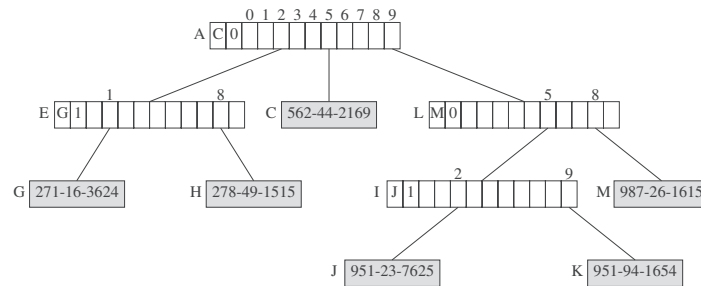 0 1 2 3 4 5 6 7 8 9
A C 0
1 8 5 8
E G 1 C 562-44-2169 L M 0
2 9
G 271-16-3624 H 278-49-1515 I J 1 M 987-26-1615
J 951-23-7625 K 951-94-1654